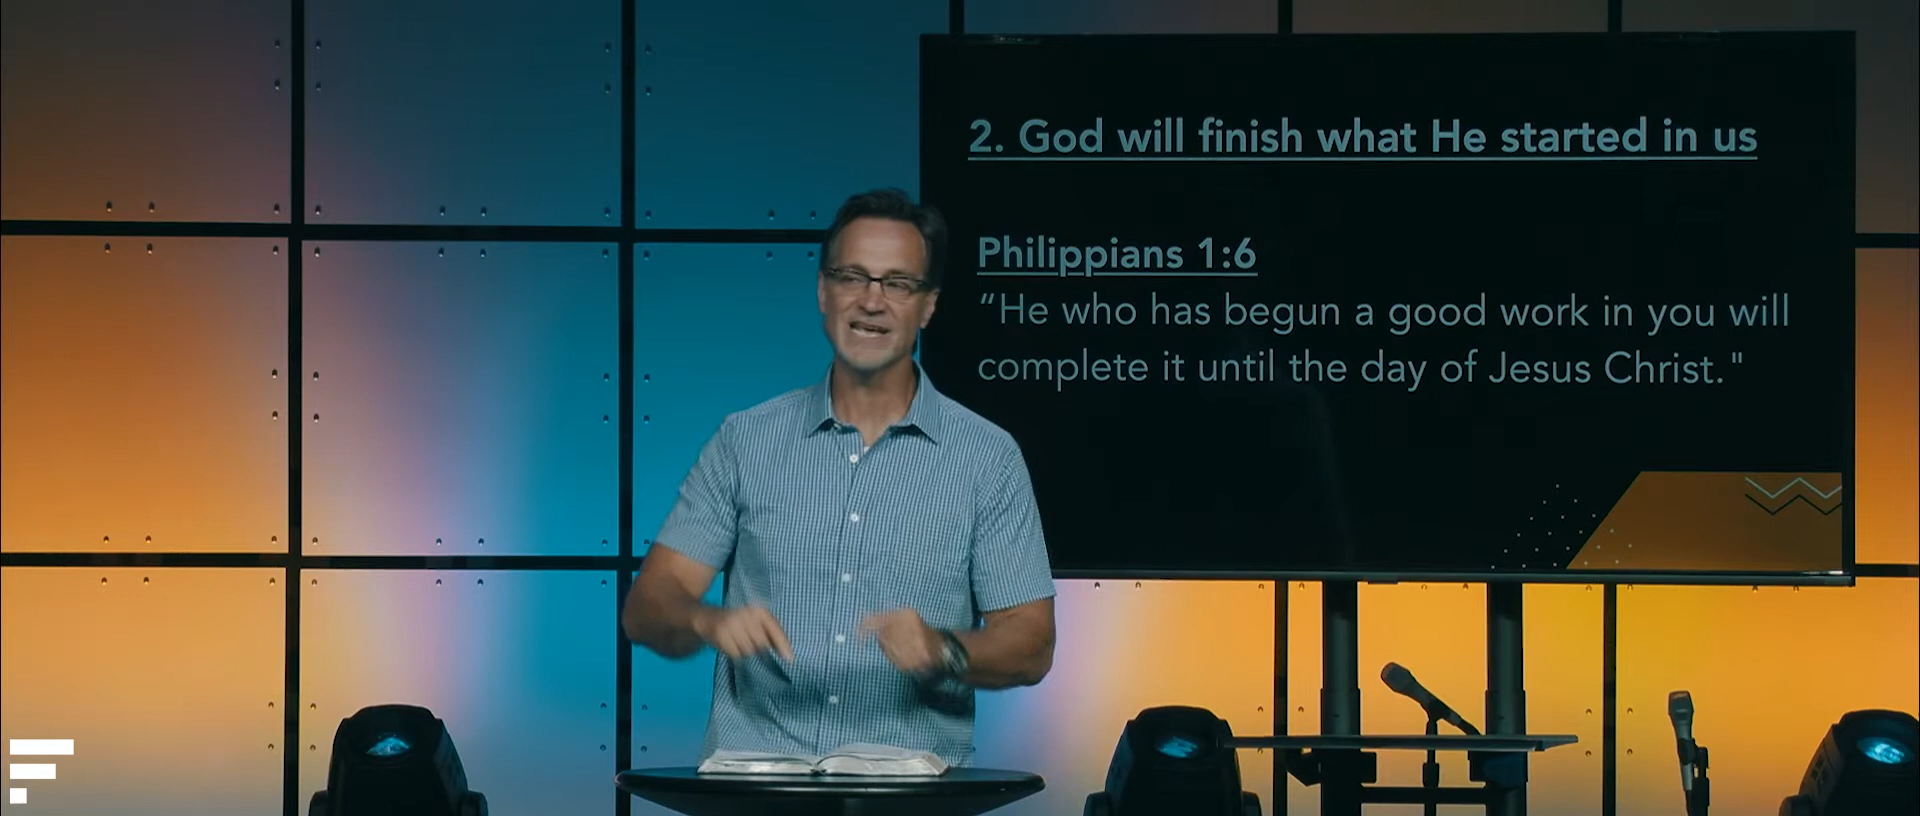 2. God will finish what He started in us
Philippians 1:6
“He who has begun a good work in you will
complete it until the day of Jesus Christ."